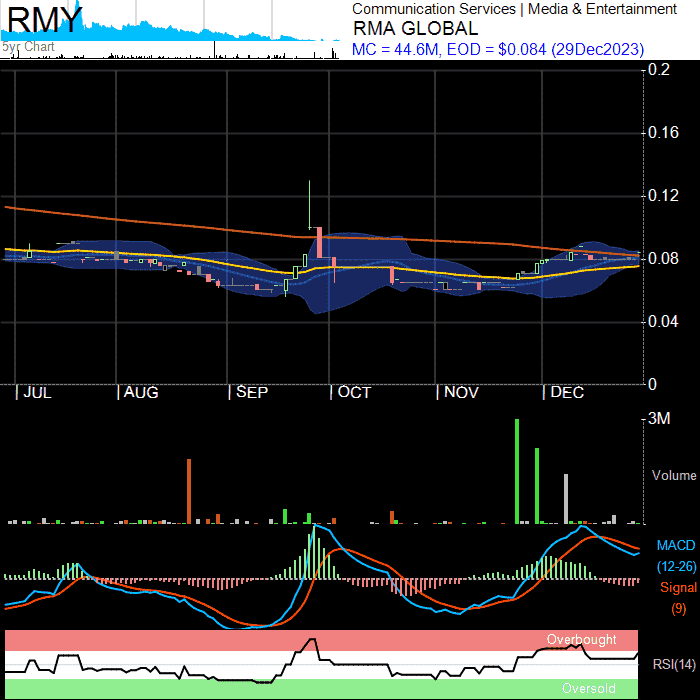 RMY
5yr Chart
Communication Services | Media & Entertainment
RMA GLOBAL
MC = 44.6M, EOD = $0.084 (29Dec2023)
0.2
0.16
0.12
0.08
0.04
0
JUL AUG SEP OCT NOV DEC
3M
Volume
MACD
(12-26)
Signal
(9)
Overbought
RSI(14)
Oversold